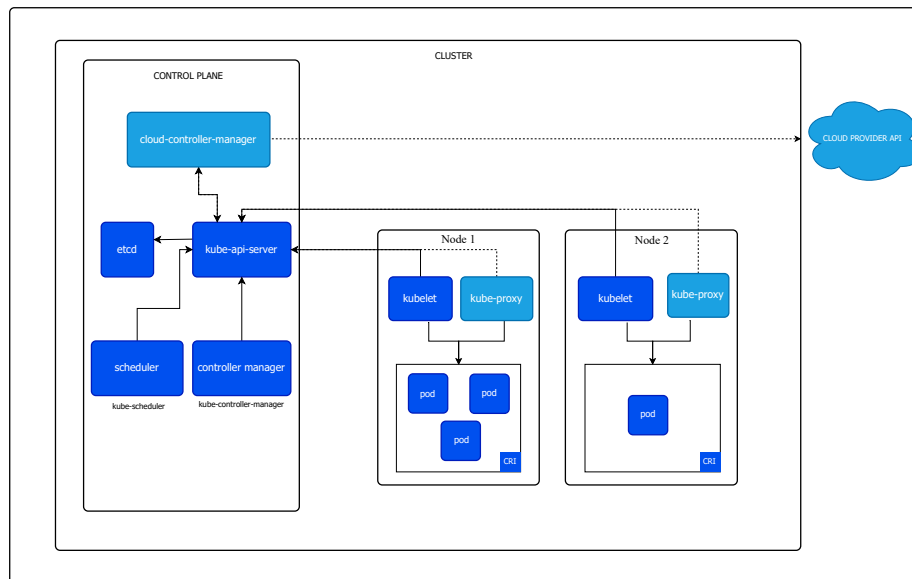 CLUSTER
CONTROL PLANE
cloud-controller-manager
CLOUD PROVIDER API
etcd
kube-api-server
scheduler
kube-scheduler
controller manager
kube-controller-manager
Node 1
kubelet
kube-proxy
pod
pod
pod
CRI
Node 2
kubelet
kube-proxy
pod
CRI